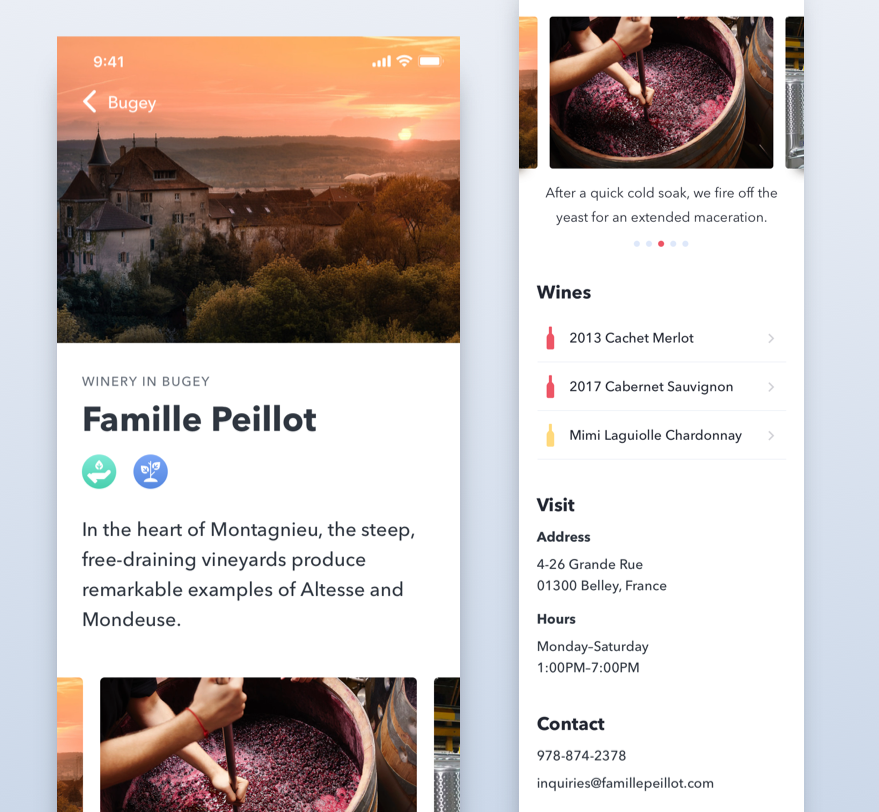 9:41
Bugey
WINERY IN BUGEY
Famille Peillot
In the heart of Montagnieu, the steep,
free-draining vineyards produce
remarkable examples of Altesse and
Mondeuse.
After a quick cold soak, we fire off the
yeast for an extended maceration.
Wines
2013 Cachet Merlot
2017 Cabernet Sauvignon
Mimi Laguiolle Chardonnay
Visit
Address
4-26 Grande Rue
01300 Belley, France
Hours
Monday–Saturday
1:00PM–7:00PM
Contact
978-874-2378
inquiries@famillepeillot.com